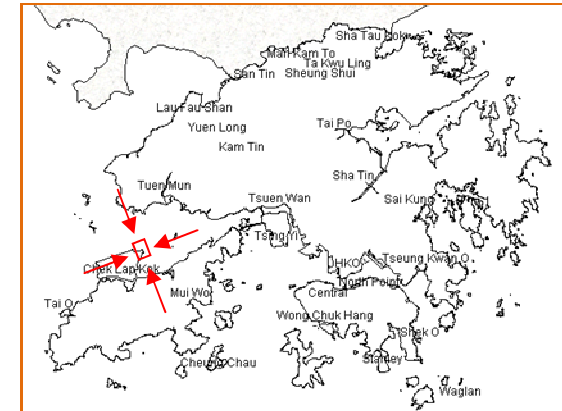 Sha Tau Kok
Man Kam To
Ta Kwu Ling
San Tin
Sheung Shui
Lau Fau Shan
Yuen Long
Tai Po
Kam Tin
Sha Tin
Tuen Mun
Tsuen Wan
Sai Kung
Tsing Yi
HKO
Tseung Kwan O
Chek Lap Kok
North Point
Mui Wo
Central
Tai O
Wong Chuk Hang
Shek O
Cheung Chau
Stanley
Waglan